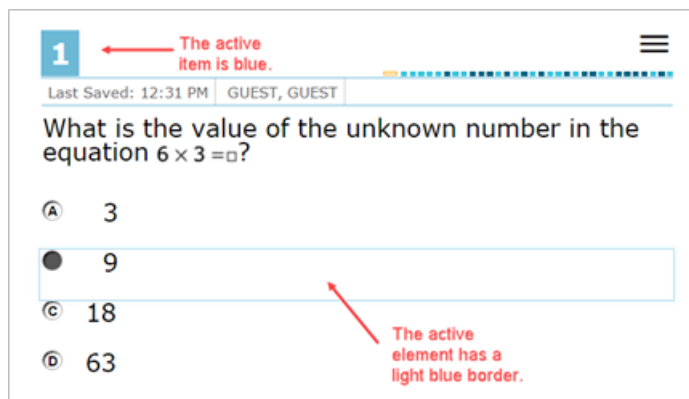 1
The active
item is blue.
Last Saved: 12:31 PM GUEST, GUEST
What is the value of the unknown number in the
equation 6 × 3 =□?
A 3
9
C 18
D 63
The active
element has a
light blue border.